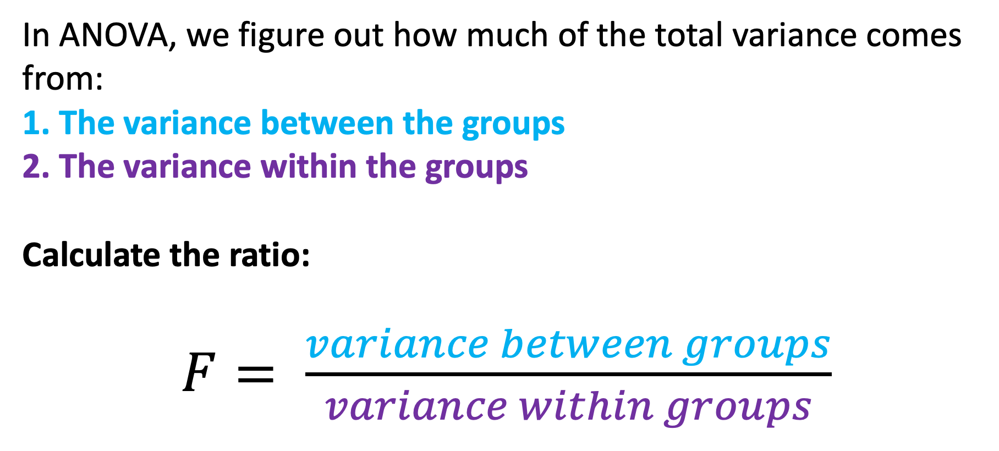 In ANOVA, we figure out how much of the total variance comes
from:
1. The variance between the groups
2. The variance within the groups
Calculate the ratio:
F = variance between groups
variance within groups